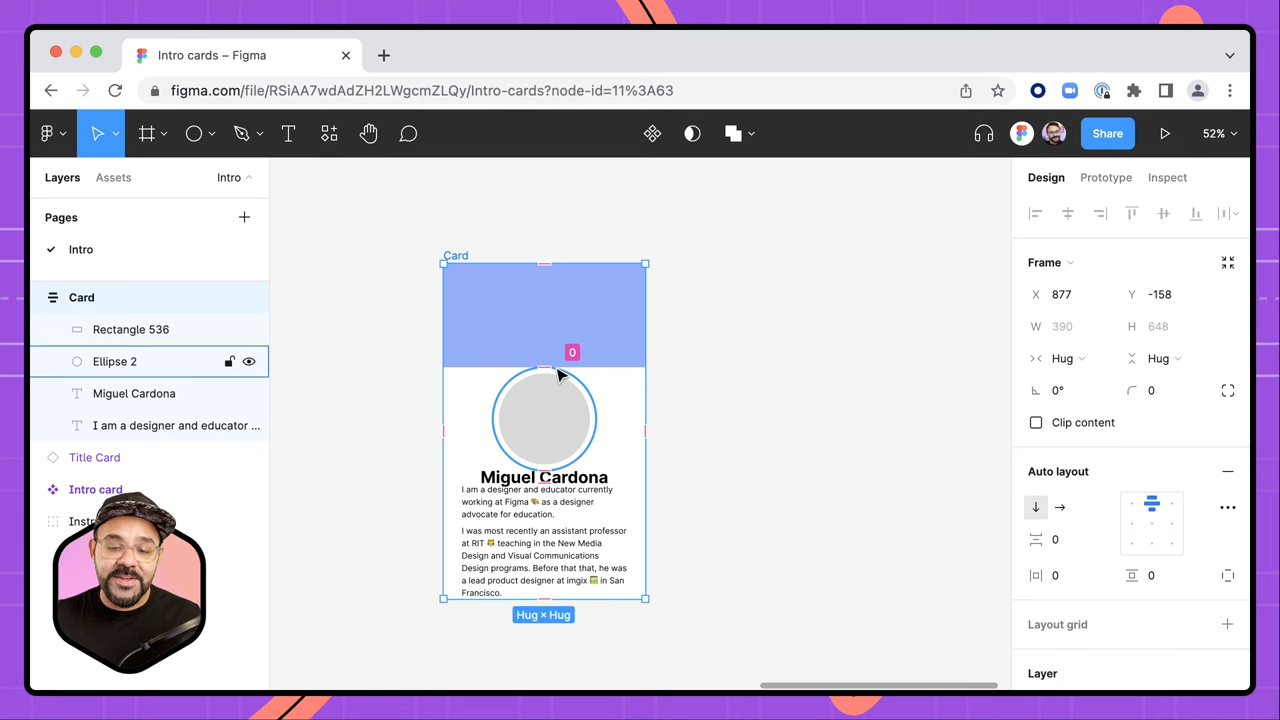 Intro cards – Figma
figma.com/file/RSiAA7wdAdZH2LWgcmZLQy/Intro-cards?node-id=11%3A63
Share
52%
Layers
Assets
Intro
Pages
Intro
Card
Rectangle 536
Ellipse 2
Miguel Cardona
I am a designer and educator ...
Title Card
Intro card
Card
0
Miguel Cardona
I am a designer and educator currently
working at Figma 🎨 as a designer
advocate for education.
I was most recently an assistant professor
at RIT 🐯 teaching in the New Media
Design and Visual Communications
Design programs. Before that that, he was
a lead product designer at imgix 🏞️ in San
Francisco.
Hug × Hug
Design
Prototype
Inspect
Frame
X 877
Y -158
W 390
H 648
Hug
Hug
0°
0
Clip content
Auto layout
0
0
0
Layout grid
Layer